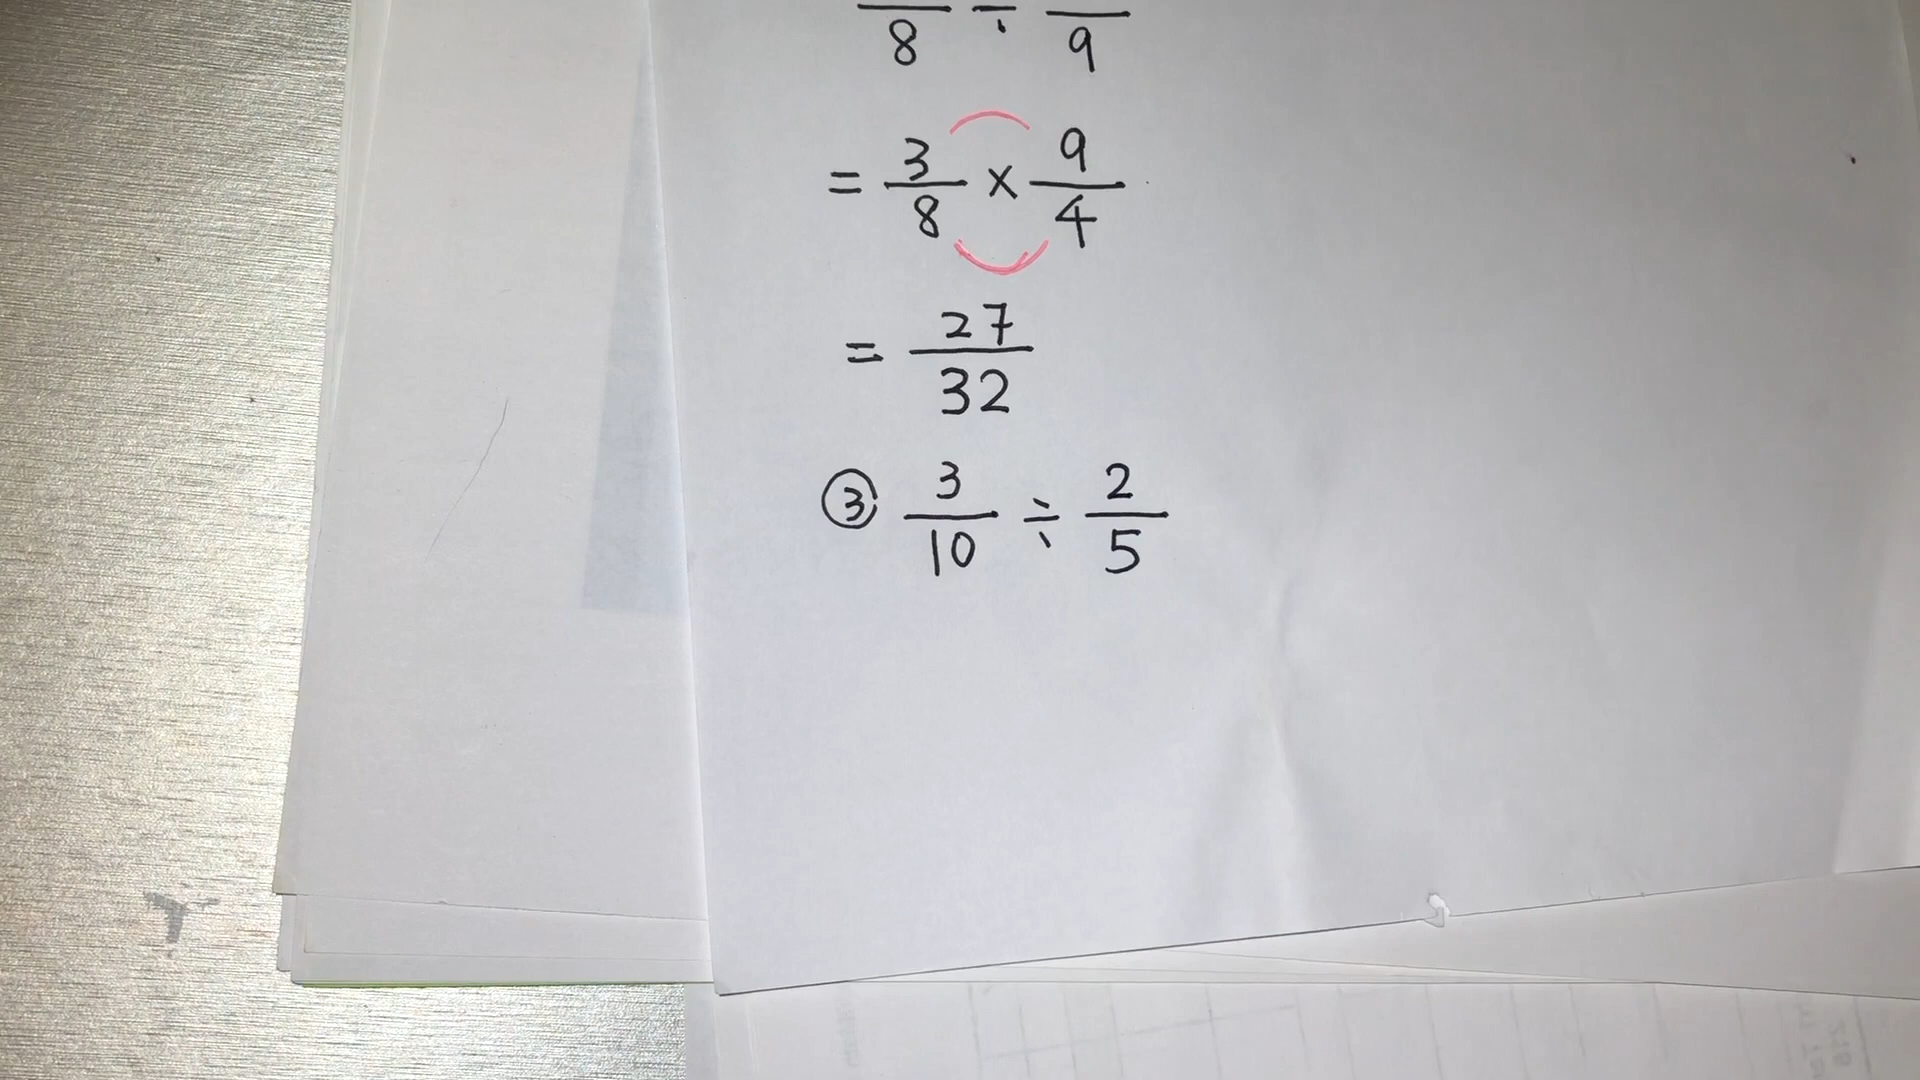 — ÷ —
8 9
= 3/8 × 9/4
= 27/32
③ 3/10 ÷ 2/5